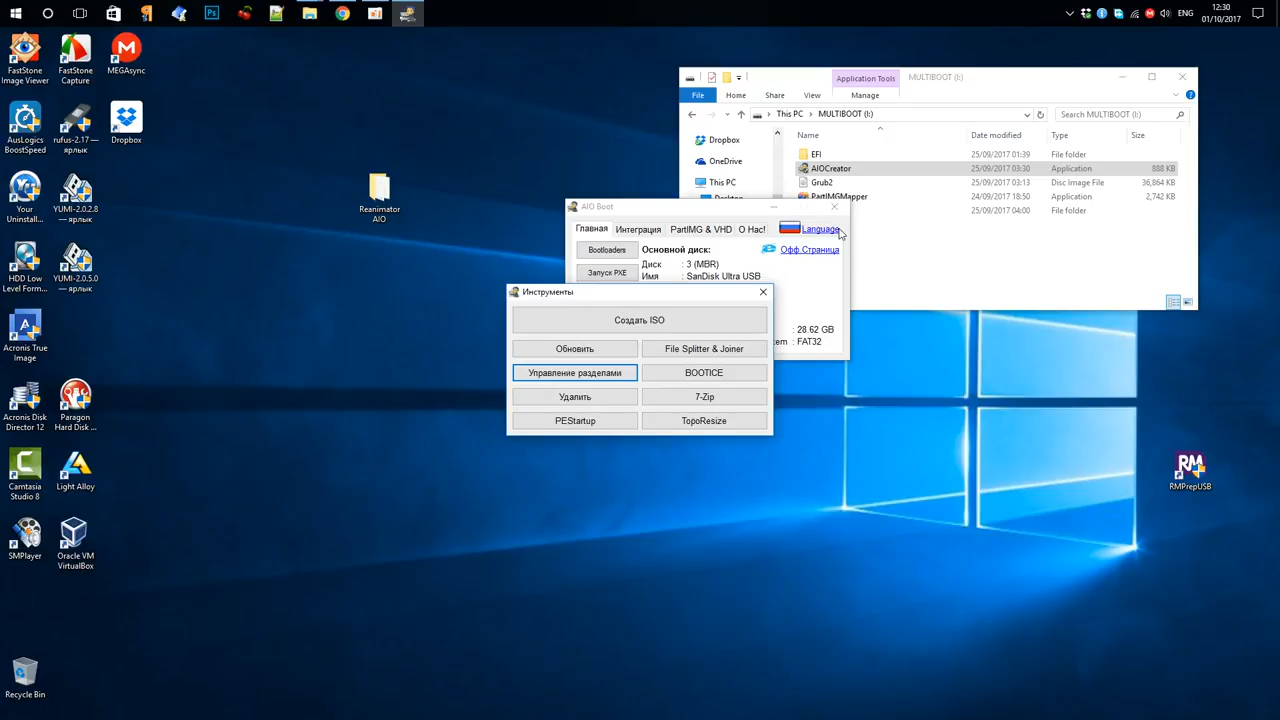 ENG
12:30
01/10/2017
FastStone Image Viewer
FastStone Capture
MEGAsync
AusLogics BoostSpeed
rufus-2.17 — ярлык
Dropbox
Your Uninstall...
YUMI-2.0.2.8 — ярлык
HDD Low Level Form...
YUMI-2.0.5.0 — ярлык
Acronis True Image
Acronis Disk Director 12
Paragon Hard Disk ...
Camtasia Studio 8
Light Alloy
SMPlayer
Oracle VM VirtualBox
Recycle Bin
Reanimator AIO
RMPrepUSB
Application Tools
MULTIBOOT (I:)
File
Home
Share
View
Manage
This PC
MULTIBOOT (I:)
Search MULTIBOOT (I:)
Name
Date modified
Type
Size
Dropbox
OneDrive
This PC
EFI 25/09/2017 01:39 File folder
AIOCreator 25/09/2017 03:30 Application 888 KB
Grub2 25/09/2017 03:13 Disc Image File 36,864 KB
PartIMGMapper 24/09/2017 18:50 Application 2,742 KB
25/09/2017 04:00 File folder
AIO Boot
Главная
Интеграция
PartIMG & VHD
О Нас!
Language
Bootloaders
Основной диск:
Офф.Страница
Запуск PXE
Диск : 3 (MBR)
Имя : SanDisk Ultra USB
: 28.62 GB
: FAT32
Инструменты
Создать ISO
Обновить
File Splitter & Joiner
Управление разделами
BOOTICE
Удалить
7-Zip
PEStartup
TopoResize